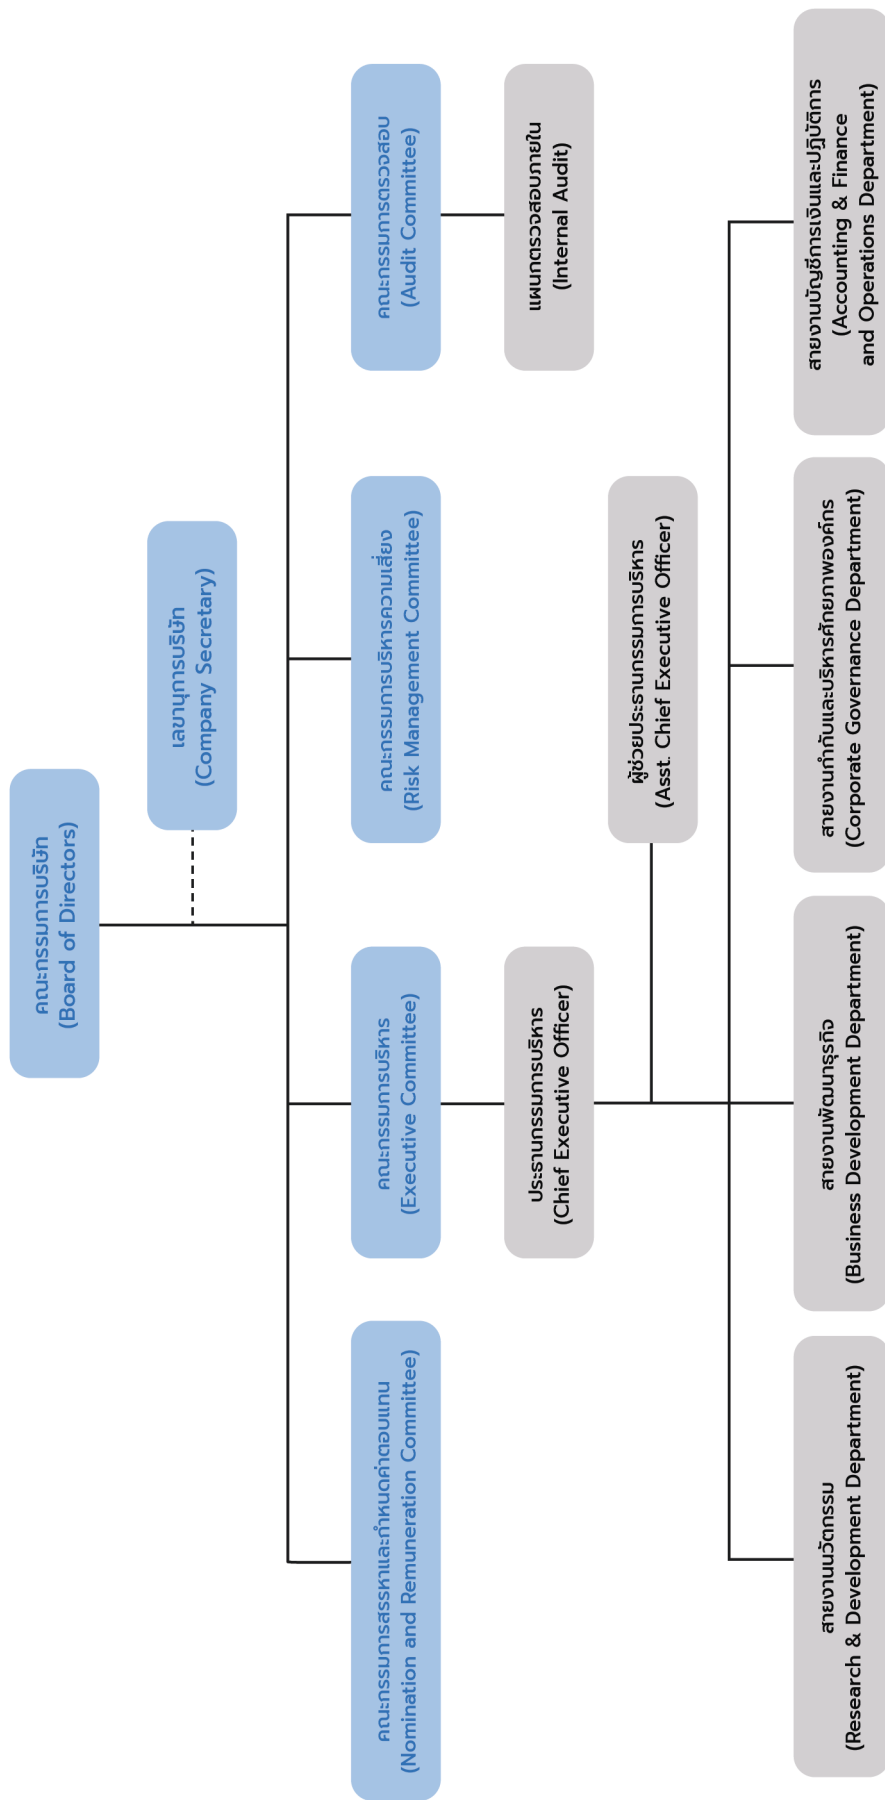 คณะกรรมการบริษัท
(Board of Directors)
เลขานุการบริษัท
(Company Secretary)
คณะกรรมการสรรหาและกำหนดค่าตอบแทน
(Nomination and Remuneration Committee)
คณะกรรมการบริหาร
(Executive Committee)
คณะกรรมการบริหารความเสี่ยง
(Risk Management Committee)
คณะกรรมการตรวจสอบ
(Audit Committee)
ประธานกรรมการบริหาร
(Chief Executive Officer)
แผนกตรวจสอบภายใน
(Internal Audit)
ผู้ช่วยประธานกรรมการบริหาร
(Asst. Chief Executive Officer)
สายงานนวัตกรรม
(Research & Development Department)
สายงานพัฒนาธุรกิจ
(Business Development Department)
สายงานกำกับและบริหารศักยภาพองค์กร
(Corporate Governance Department)
สายงานบัญชีการเงินและปฏิบัติการ
(Accounting & Finance
and Operations Department)